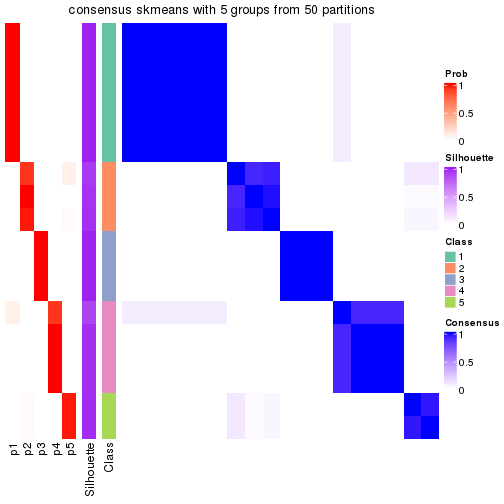 consensus skmeans with 5 groups from 50 partitions
Prob
1
0.5
0
Silhouette
1
0.5
0
Class
1
2
3
4
5
Consensus
1
0.5
0
p1
p2
p3
p4
p5
Silhouette
Class